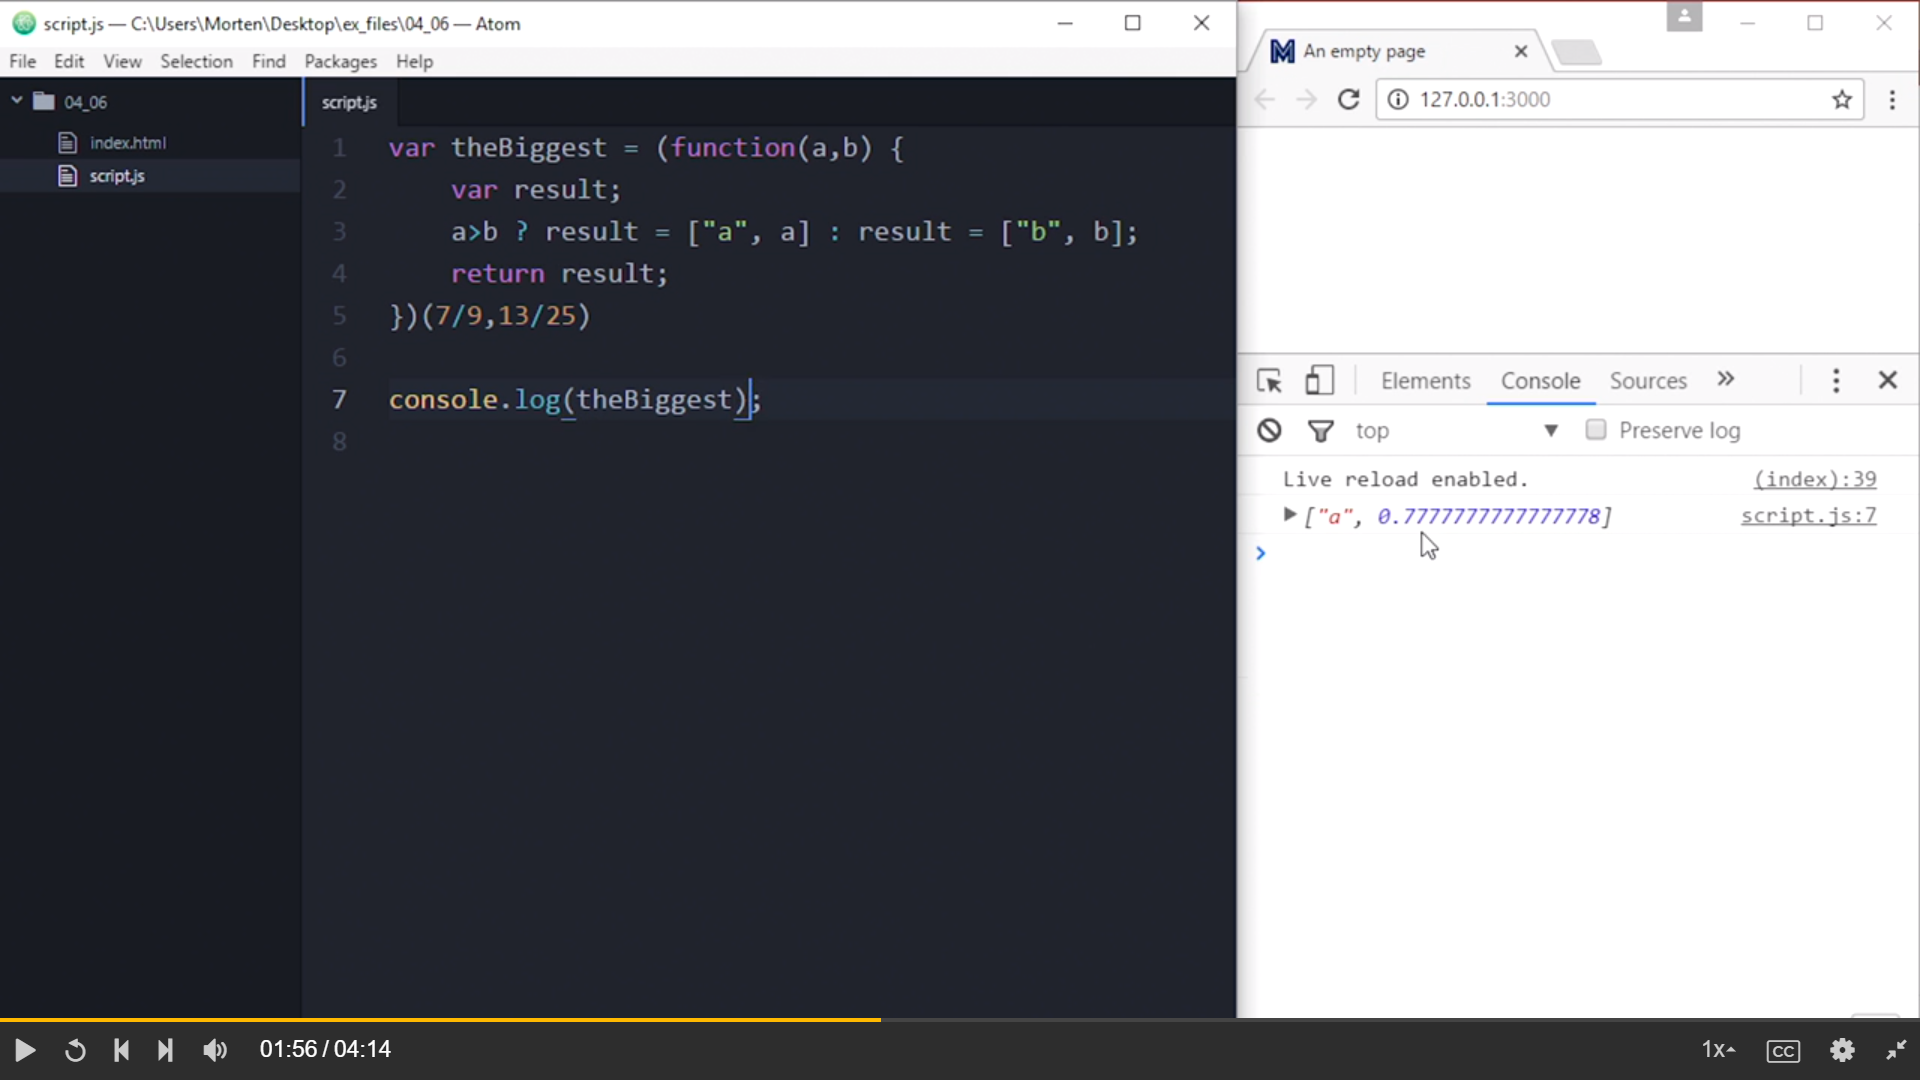 script.js — C:\Users\Morten\Desktop\ex_files\04_06 — Atom
File Edit View Selection Find Packages Help
04_06
index.html
script.js
script.js
1 var theBiggest = (function(a,b) {
2 var result;
3 a>b ? result = ["a", a] : result = ["b", b];
4 return result;
5 })(7/9,13/25)
6
7 console.log(theBiggest);
8
An empty page
127.0.0.1:3000
Elements Console Sources »
top Preserve log
Live reload enabled. (index):39
["a", 0.7777777777777778] script.js:7
01:56 / 04:14
1x CC